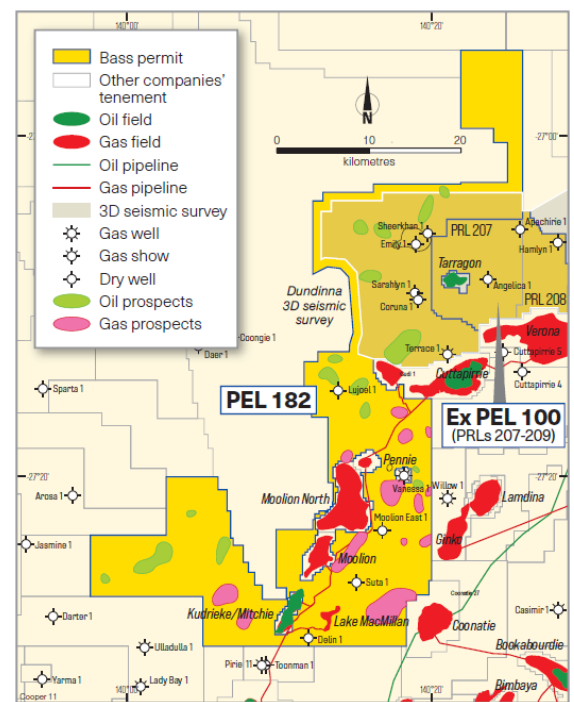 140°00'
140°20'
Bass permit
Other companies'
tenement
Oil field
Gas field
Oil pipeline
Gas pipeline
3D seismic survey
Gas well
Gas show
Dry well
Oil prospects
Gas prospects
N
0 10 20
kilometres
-27°00'
Sheerkhan 1
PRL 207
Apachirie 1
Emily 1
Hamlyn 1
Tarragon
Dundinna
3D seismic
survey
Sarahlyn 1
Angelica 1
Coruna 1
PRL 208
Verona
Coongie 1
Terrace 1
Cuttapirrie 5
Daer 1
Cuttapirrie
Cuttapirrie 4
Sparta 1
PEL 182
Lujoel 1
Ex PEL 100
(PRLs 207-209)
-27°20'
Pennie
Vanessa 1
Willow 1
Lamdina
Arosa 1
Moolion North
Moolion East 1
Ginko
Jasmine 1
Moolion
Suta 1
Coonatie 27
Kudrieke/Mitchie
Lake MacMillan
Casimir 1
Darter 1
Coonatie
Delin 1
Ulladulla 1
Bookabourdie
Pirie 11
Toonman 1
Yarma 1
Lady Bay 1
Bimbaya
Cooper 11
140°00'
140°20'